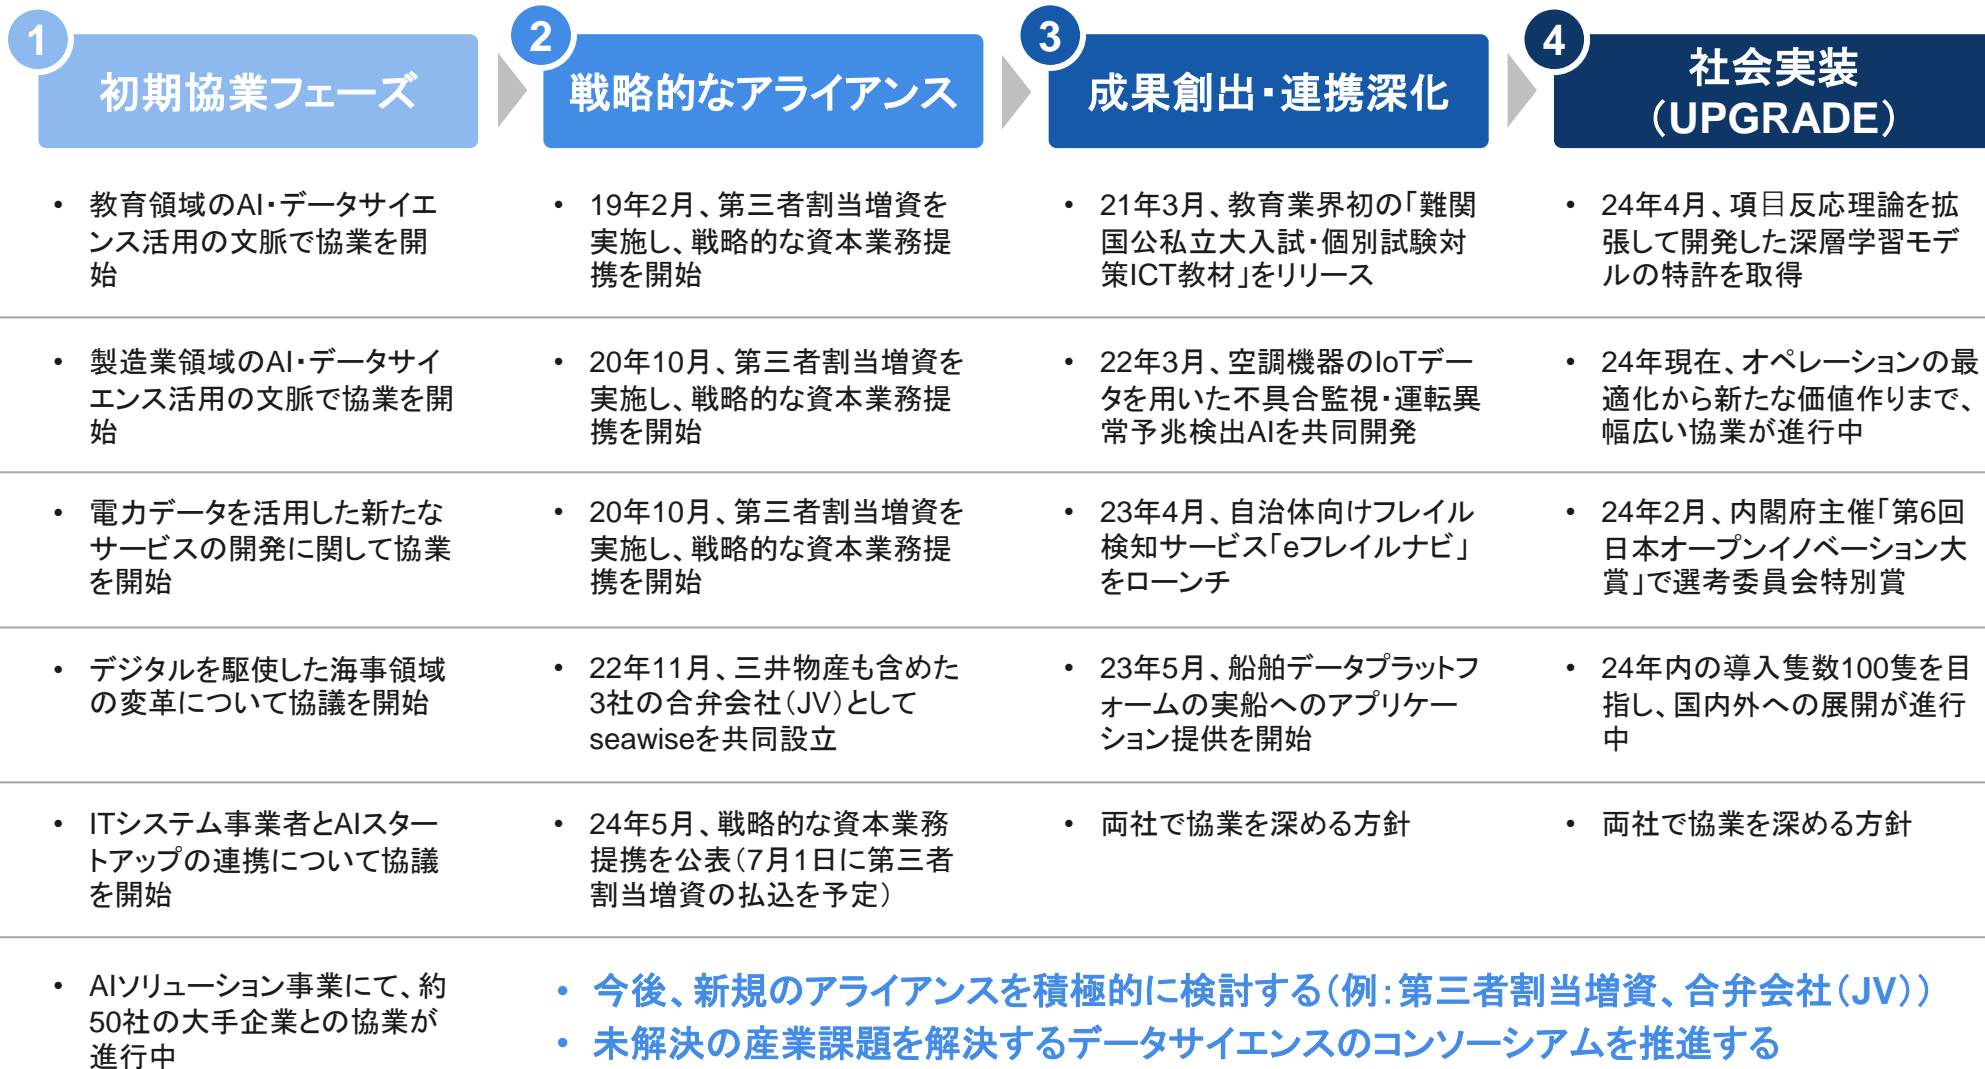 1
初期協業フェーズ
2
戦略的なアライアンス
3
成果創出・連携深化
4
社会実装
（UPGRADE）
• 教育領域のAI・データサイエ
ンス活用の文脈で協業を開
始
• 19年2月、第三者割当増資を
実施し、戦略的な資本業務提
携を開始
• 21年3月、教育業界初の「難関
国公私立大入試・個別試験対
策ICT教材」をリリース
• 24年4月、項目反応理論を拡
張して開発した深層学習モデ
ルの特許を取得
• 製造業領域のAI・データサイ
エンス活用の文脈で協業を開
始
• 20年10月、第三者割当増資を
実施し、戦略的な資本業務提
携を開始
• 22年3月、空調機器のIoTデー
タを用いた不具合監視・運転異
常予兆検出AIを共同開発
• 24年現在、オペレーションの最
適化から新たな価値作りまで、
幅広い協業が進行中
• 電力データを活用した新たな
サービスの開発に関して協業
を開始
• 20年10月、第三者割当増資を
実施し、戦略的な資本業務提
携を開始
• 23年4月、自治体向けフレイル
検知サービス「eフレイルナビ」
をローンチ
• 24年2月、内閣府主催「第6回
日本オープンイノベーション大
賞」で選考委員会特別賞
• デジタルを駆使した海事領域
の変革について協議を開始
• 22年11月、三井物産も含めた
3社の合弁会社（JV）として
seawiseを共同設立
• 23年5月、船舶データプラットフ
ォームの実船へのアプリケー
ション提供を開始
• 24年内の導入隻数100隻を目
指し、国内外への展開が進行
中
• ITシステム事業者とAIスター
トアップの連携について協議
を開始
• 24年5月、戦略的な資本業務
提携を公表（7月1日に第三者
割当増資の払込を予定）
• 両社で協業を深める方針
• 両社で協業を深める方針
• AIソリューション事業にて、約
50社の大手企業との協業が
進行中
• 今後、新規のアライアンスを積極的に検討する（例：第三者割当増資、合弁会社（JV））
• 未解決の産業課題を解決するデータサイエンスのコンソーシアムを推進する